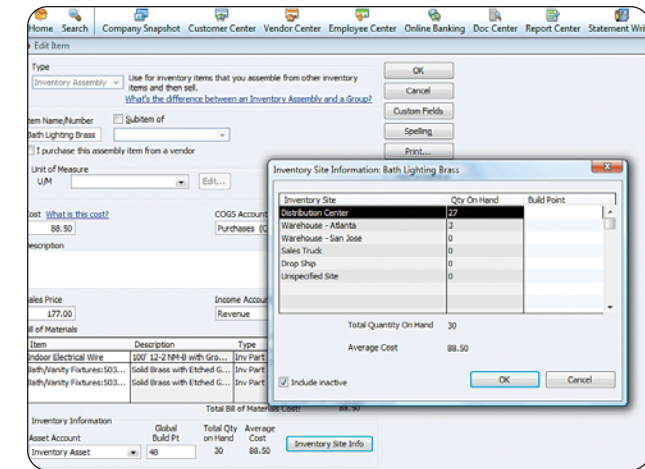 Home Search Company Snapshot Customer Center Vendor Center Employee Center Online Banking Doc Center Report Center Statement Wri
Edit Item
Type
Inventory Assembly
Use for inventory items that you assemble from other inventory
items and then sell.
What's the difference between an Inventory Assembly and a Group?
OK
Cancel
Custom Fields
Spelling
Print...
tem Name/Number Subitem of
Bath Lighting Brass
I purchase this assembly item from a vendor
Unit of Measure
U/M Edit...
ost What is this cost? COGS Account
88.50 Purchases (C
escription
ales Price Income Accou
177.00 Revenue
ill of Materials
Item Description Type
Indoor Electrical Wire 100' 12-2 NM-B with Gro... Inv Part
Bath/Vanity Fixtures:503... Solid Brass with Etched G... Inv Part
Bath/Vanity Fixtures:503... Solid Brass with Etched G... Inv Part
Total Bill of Materials Cost: 88.50
Inventory Information
Asset Account Global Build Pt Total Qty on Hand Average Cost
Inventory Asset 48 30 88.50 Inventory Site Info
Inventory Site Information: Bath Lighting Brass
Inventory Site Qty On Hand Build Point
Distribution Center 27
Warehouse - Atlanta 3
Warehouse - San Jose 0
Sales Truck 0
Drop Ship 0
Unspecified Site 0
Total Quantity On Hand 30
Average Cost 88.50
Include inactive OK Cancel